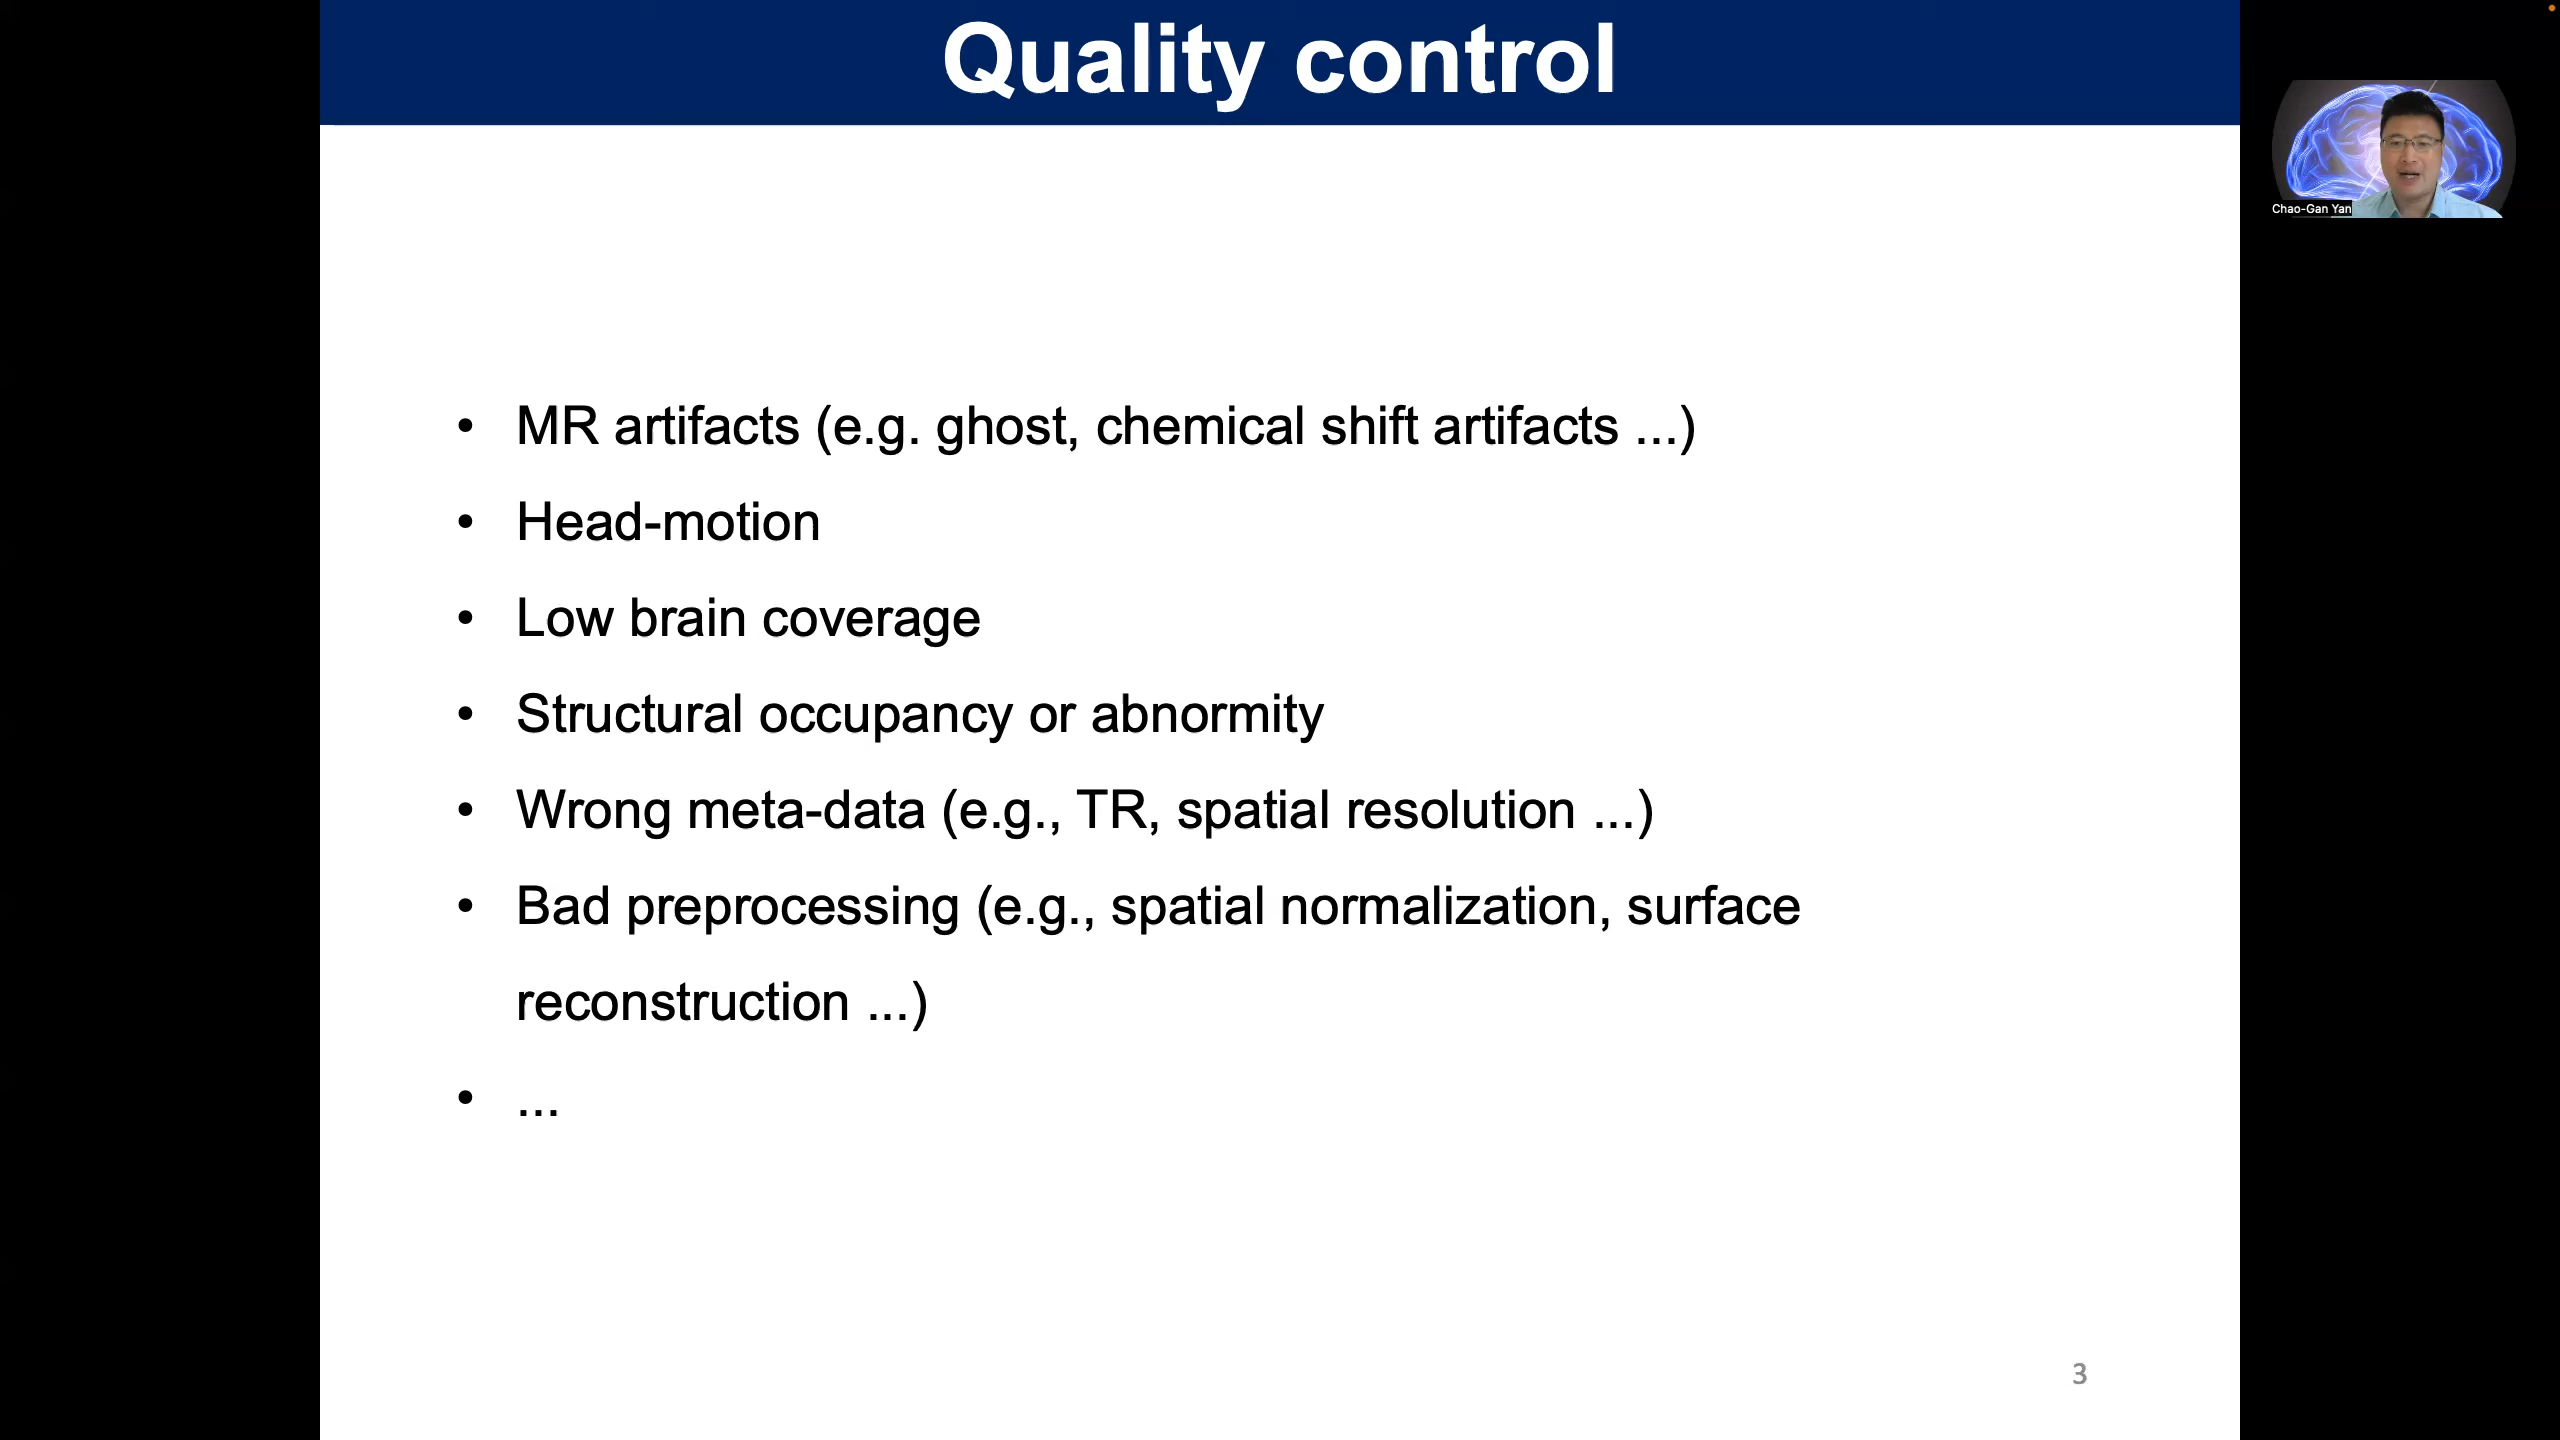 Quality control
• MR artifacts (e.g. ghost, chemical shift artifacts ...)
• Head-motion
• Low brain coverage
• Structural occupancy or abnormity
• Wrong meta-data (e.g., TR, spatial resolution ...)
• Bad preprocessing (e.g., spatial normalization, surface
reconstruction ...)
• ...
3
Chao-Gan Yan